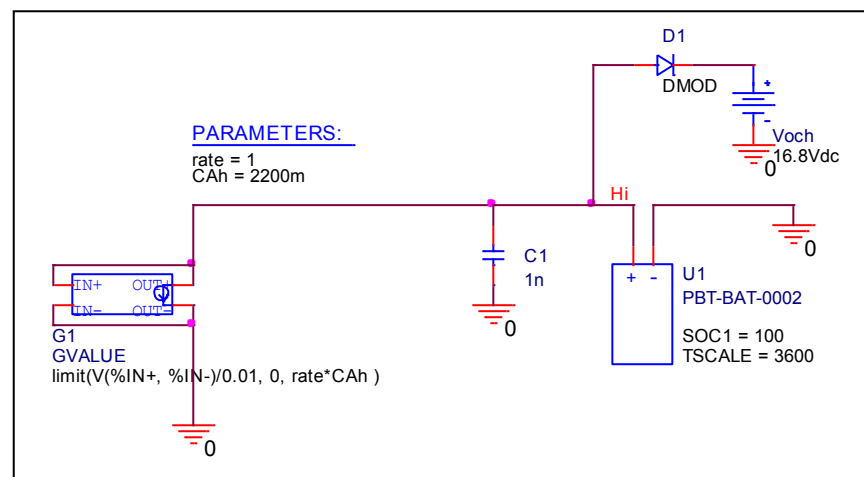 D1
DMOD
+
-
Voch
16.8Vdc
0
PARAMETERS:
rate = 1
CAh = 2200m
Hi
0
C1
1n
0
+ -
U1
PBT-BAT-0002
SOC1 = 100
TSCALE = 3600
IN+ OUT+
IN- OUT-
G1
GVALUE
limit(V(%IN+, %IN-)/0.01, 0, rate*CAh )
0